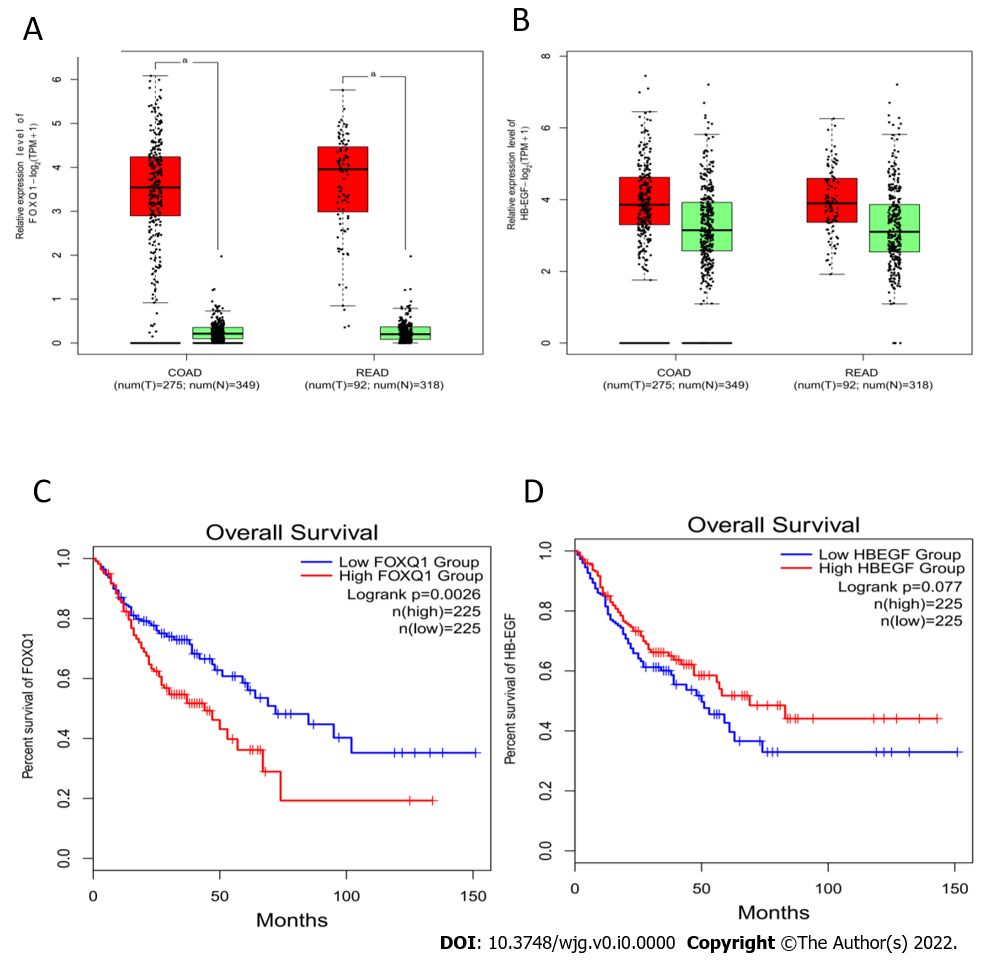 A
Relative expression level of
FOXQ1-log2(TPM+1)
6
5
4
3
2
1
0
a
a
COAD
(num(T)=275; num(N)=349)
READ
(num(T)=92; num(N)=318)
B
Relative expression level of
HB-EGF-log2(TPM+1)
8
6
4
2
0
COAD
(num(T)=275; num(N)=349)
READ
(num(T)=92; num(N)=318)
C
Overall Survival
Percent survival of FOXQ1
1.0
0.8
0.6
0.4
0.2
0.0
Low FOXQ1 Group
High FOXQ1 Group
Logrank p=0.0026
n(high)=225
n(low)=225
0 50 100 150
Months
D
Overall Survival
Percent survival of HB-EGF
1.0
0.8
0.6
0.4
0.2
0.0
Low HBEGF Group
High HBEGF Group
Logrank p=0.077
n(high)=225
n(low)=225
0 50 100 150
Months
DOI: 10.3748/wjg.v0.i0.0000 Copyright ©The Author(s) 2022.